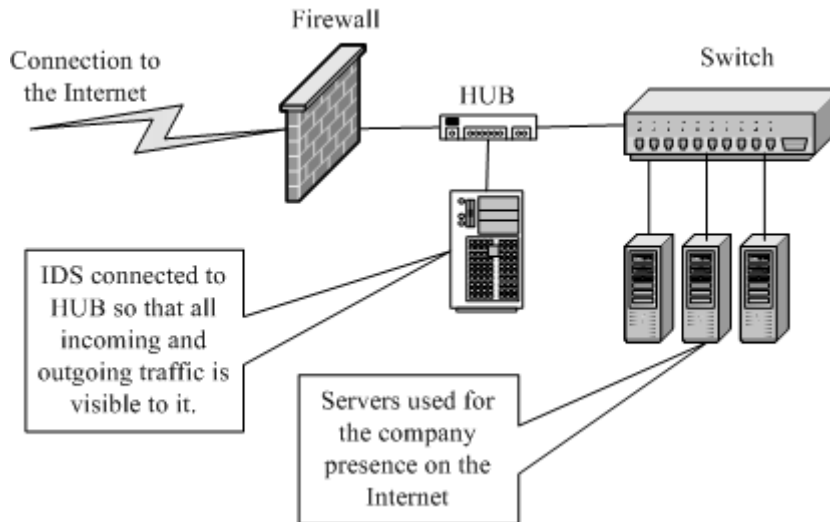 Firewall
Connection to
the Internet
HUB
Switch
IDS connected to
HUB so that all
incoming and
outgoing traffic is
visible to it.
Servers used for
the company
presence on the
Internet